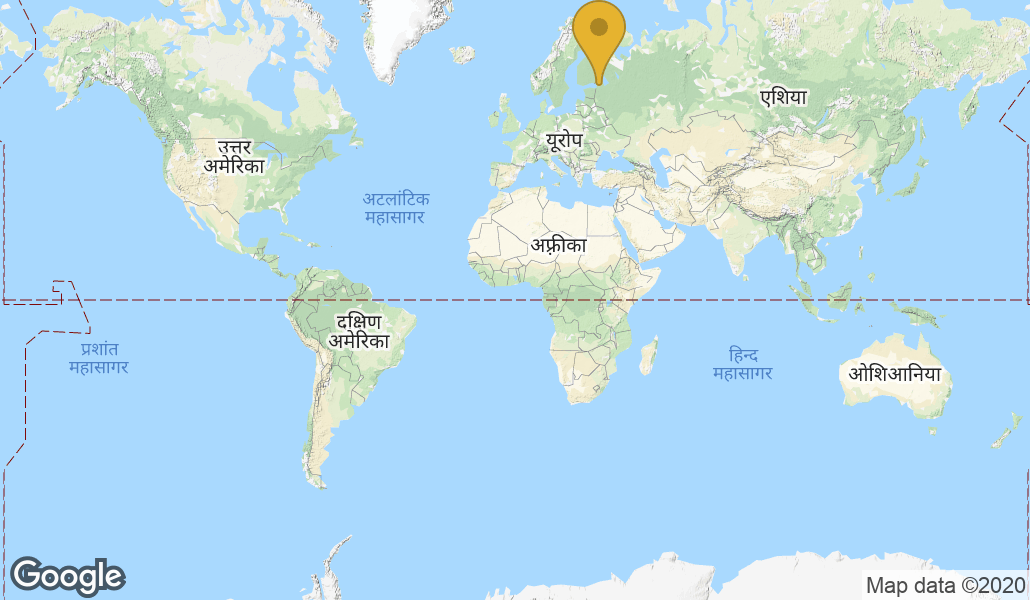 एशिया
यूरोप
उत्तर
अमेरिका
अटलांटिक
महासागर
अफ़्रीका
दक्षिण
अमेरिका
प्रशांत
महासागर
हिन्द
महासागर
ओशिआनिया
Google
Map data ©2020